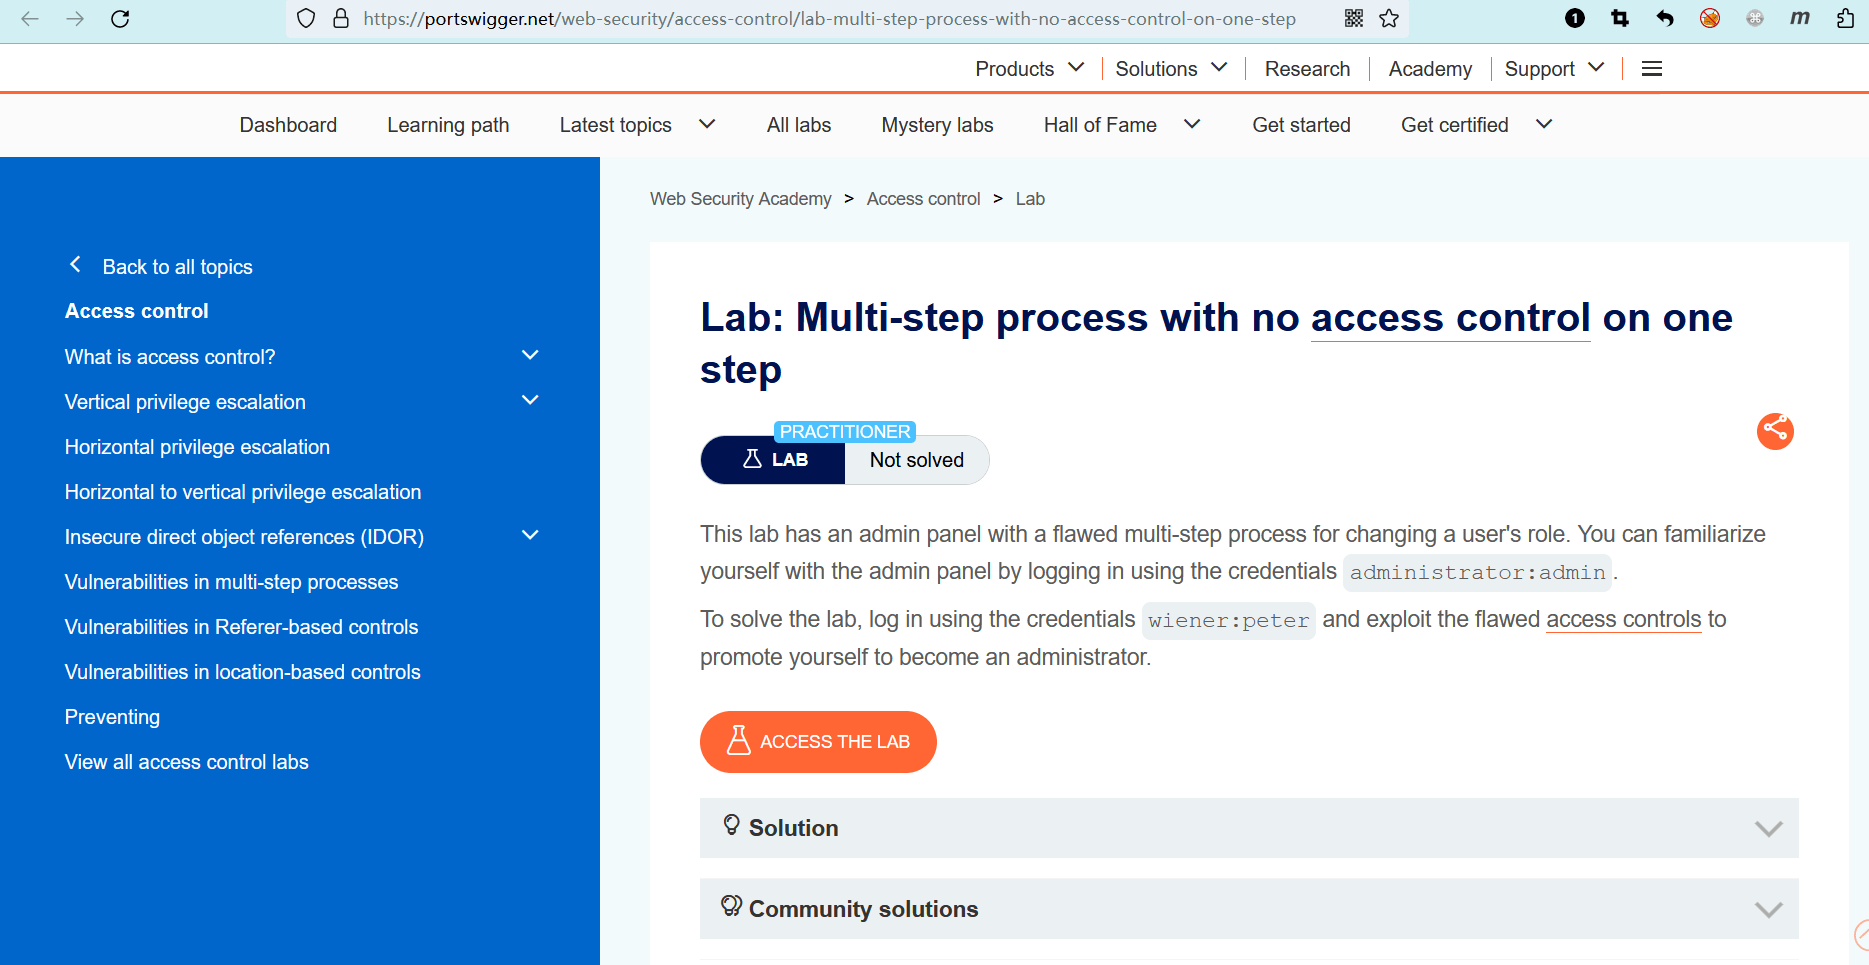 https://portswigger.net/web-security/access-control/lab-multi-step-process-with-no-access-control-on-one-step
1
m
Products
Solutions
Research
Academy
Support
Dashboard
Learning path
Latest topics
All labs
Mystery labs
Hall of Fame
Get started
Get certified
Back to all topics
Access control
What is access control?
Vertical privilege escalation
Horizontal privilege escalation
Horizontal to vertical privilege escalation
Insecure direct object references (IDOR)
Vulnerabilities in multi-step processes
Vulnerabilities in Referer-based controls
Vulnerabilities in location-based controls
Preventing
View all access control labs
Web Security Academy > Access control > Lab
Lab: Multi-step process with no access control on one
step
PRACTITIONER
LAB
Not solved
This lab has an admin panel with a flawed multi-step process for changing a user's role. You can familiarize
yourself with the admin panel by logging in using the credentials administrator:admin .
To solve the lab, log in using the credentials wiener:peter and exploit the flawed access controls to
promote yourself to become an administrator.
ACCESS THE LAB
Solution
Community solutions